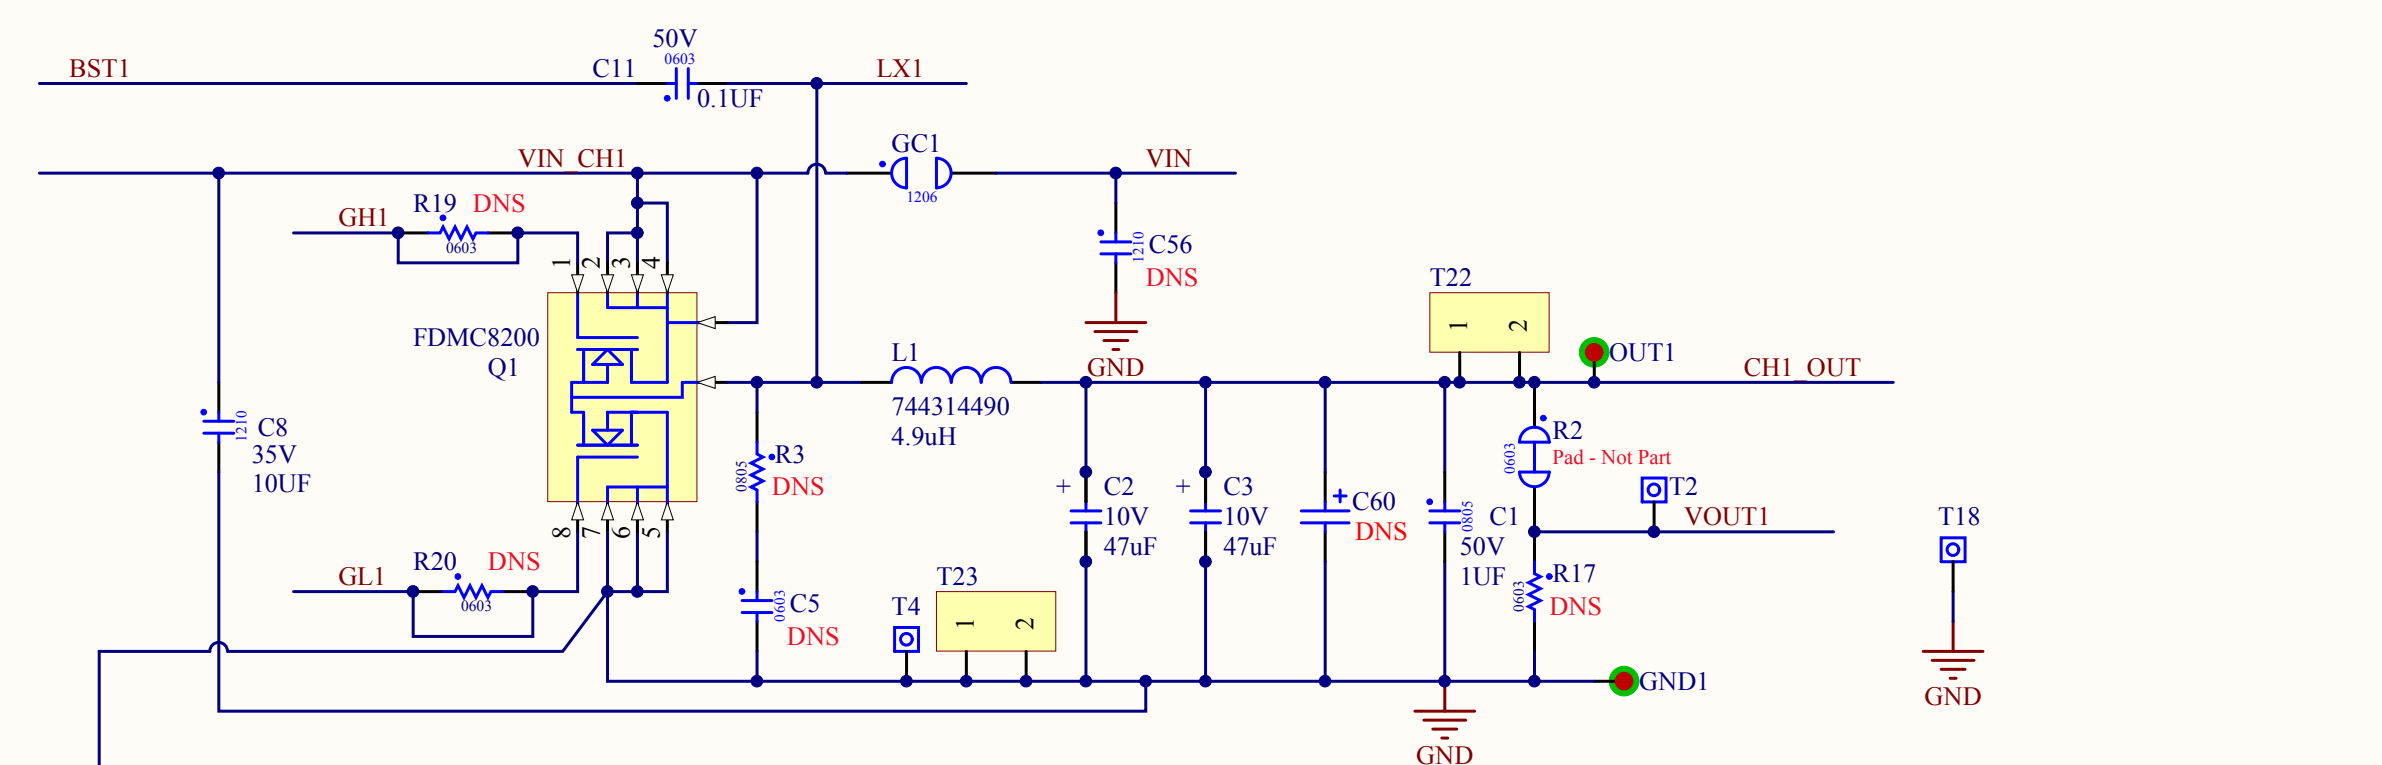 50V
0603
BST1
C11
LX1
0.1UF
GC1
VIN_CH1
VIN
1206
R19 DNS
GH1
0603
C56
1210
DNS
1 2 3 4
T22
1 2
FDMC8200
Q1
L1
GND
OUT1
CH1_OUT
744314490
4.9uH
C8
1210
35V
10UF
R3
0805
DNS
R2
0603
Pad - Not Part
+ C2
10V
47uF
+ C3
10V
47uF
C60
DNS
C1
0805
50V
1UF
T2
VOUT1
T18
8 7 6 5
R20 DNS
GL1
0603
C5
0603
DNS
T4
T23
1 2
R17
0603
DNS
GND1
GND
GND